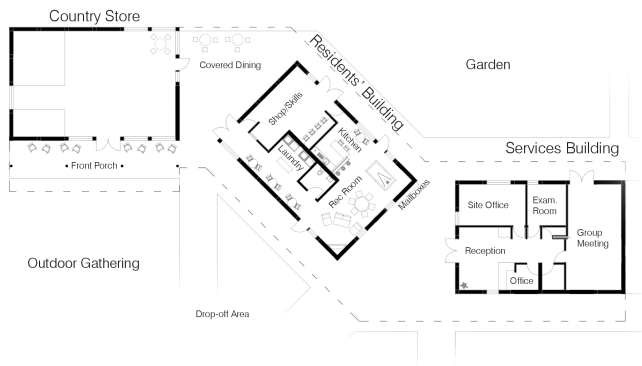 Country Store
Residents' Building
Covered Dining
Garden
Shop/Skills
Kitchen
Laundry
Services Building
Front Porch
Rec Room
Mailboxes
Site Office
Exam.
Room
Group
Meeting
Reception
Outdoor Gathering
Office
Drop-off Area